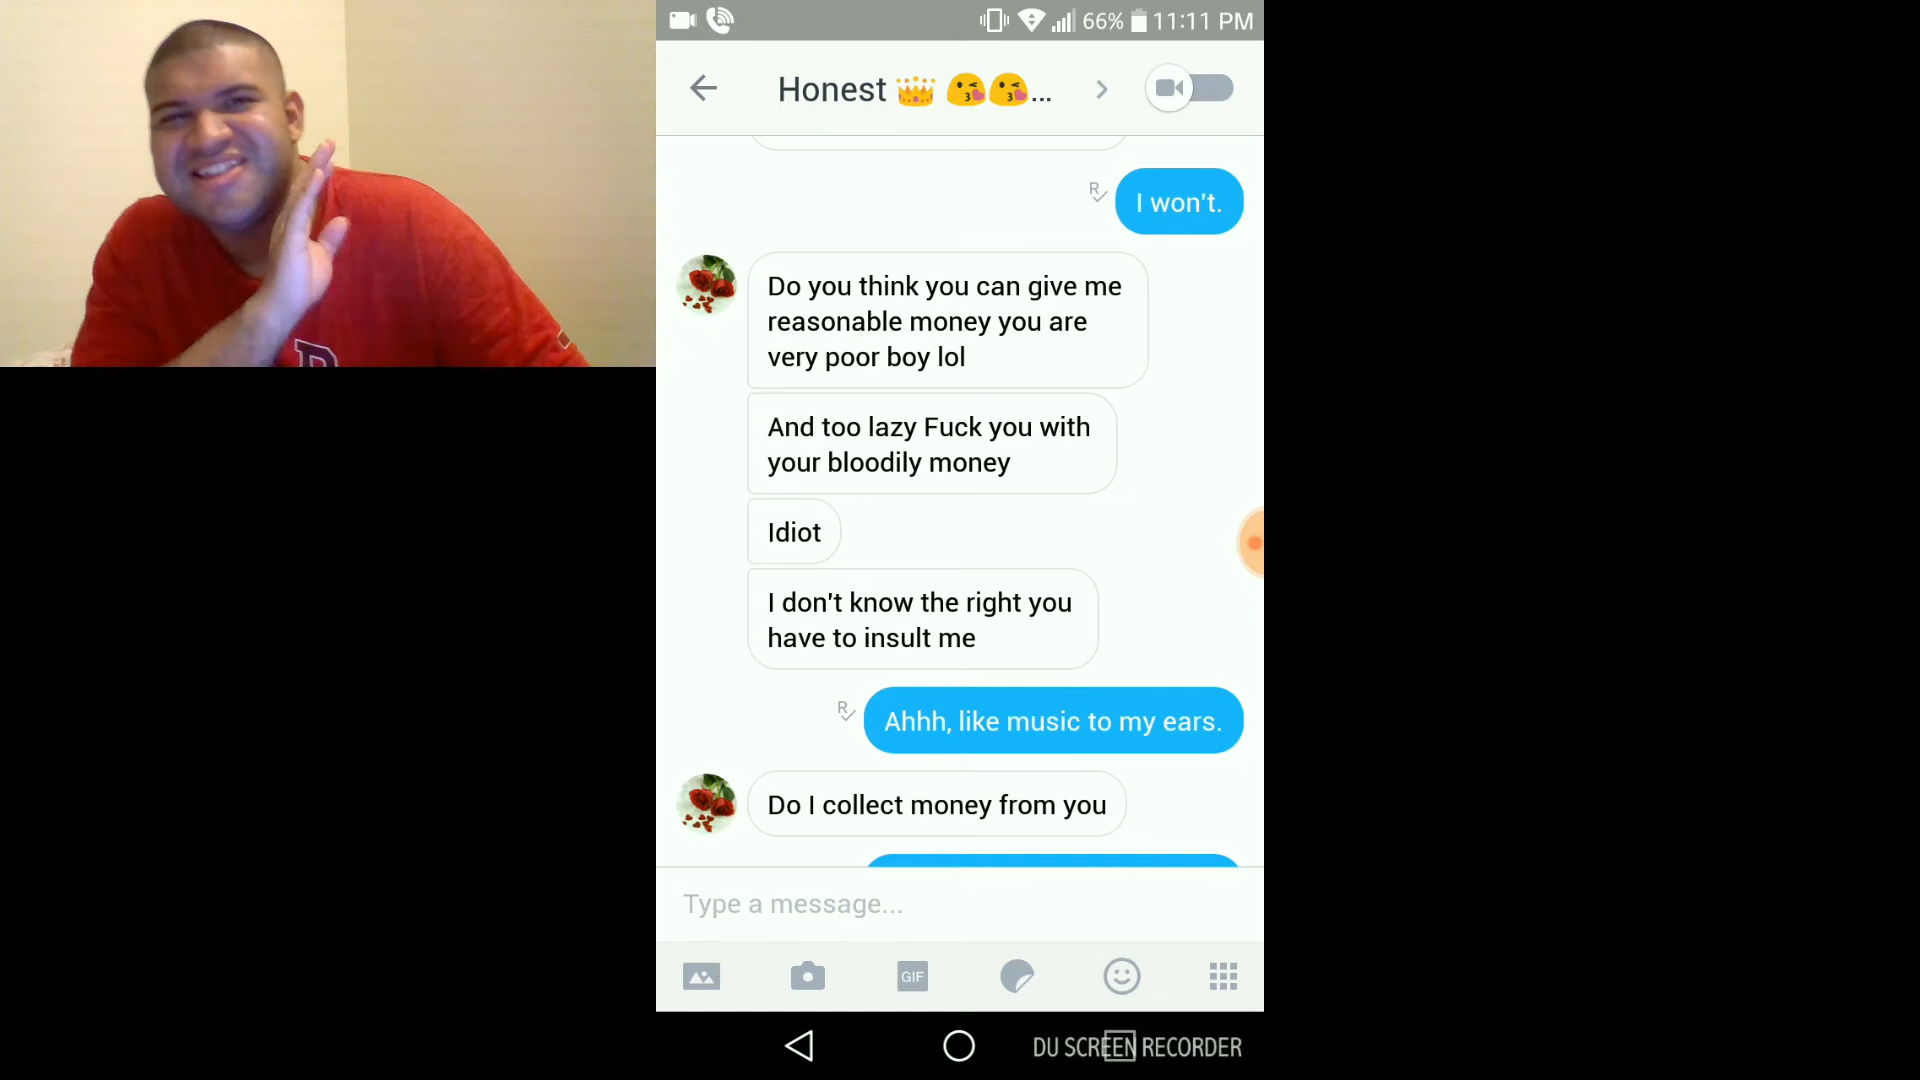 66% 11:11 PM
Honest 👑 😘😘...
R
I won't.
Do you think you can give me
reasonable money you are
very poor boy lol
And too lazy Fuck you with
your bloodily money
Idiot
I don't know the right you
have to insult me
R
Ahhh, like music to my ears.
Do I collect money from you
Type a message...
GIF
DU SCREEN RECORDER